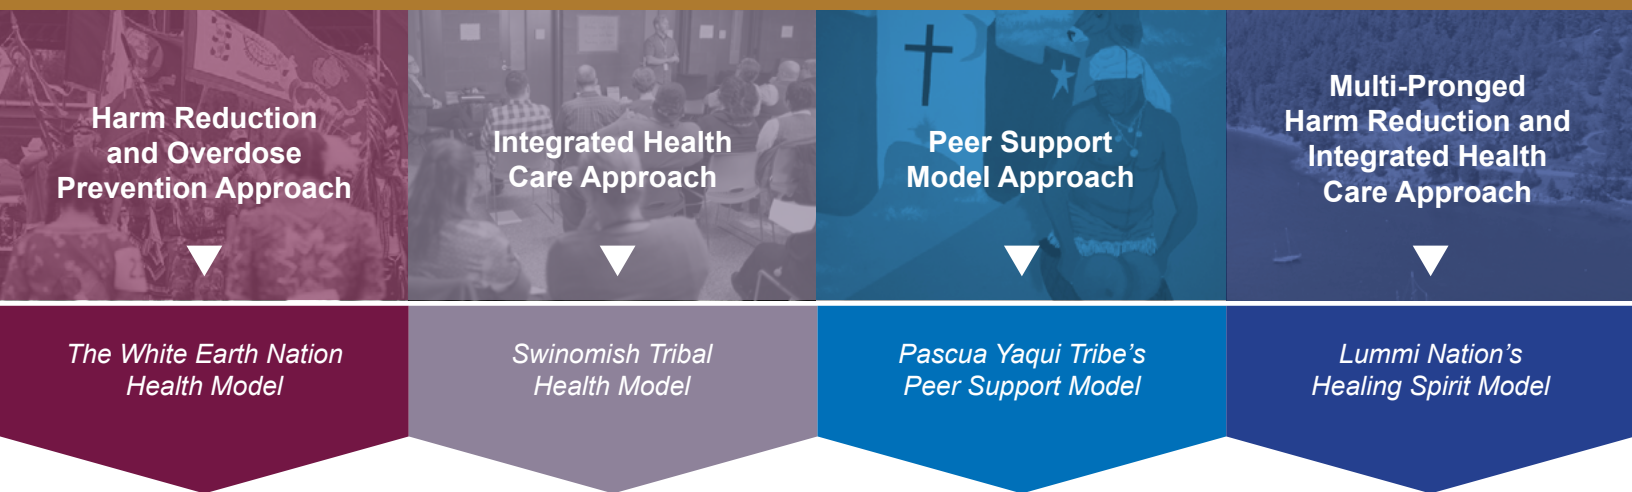 Harm Reduction
and Overdose
Prevention Approach
The White Earth Nation
Health Model
Integrated Health
Care Approach
Swinomish Tribal
Health Model
Peer Support
Model Approach
Pascua Yaqui Tribe’s
Peer Support Model
Multi-Pronged
Harm Reduction and
Integrated Health
Care Approach
Lummi Nation’s
Healing Spirit Model